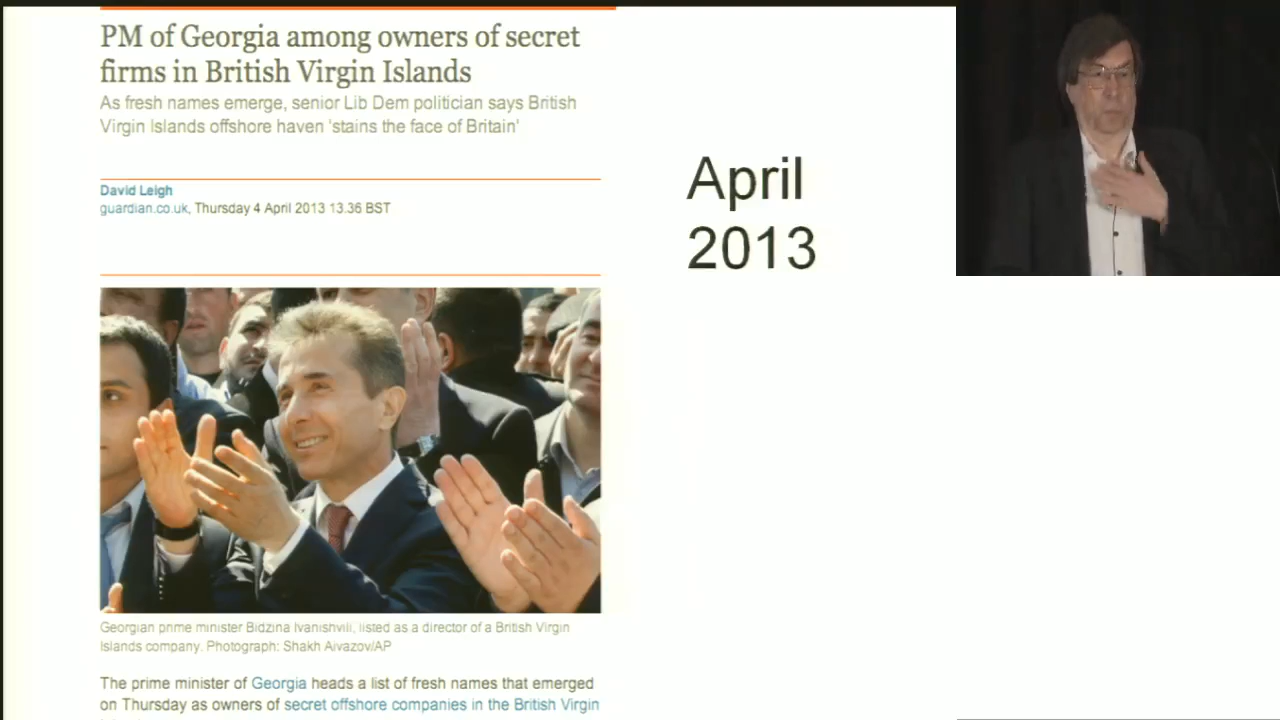 PM of Georgia among owners of secret
firms in British Virgin Islands
As fresh names emerge, senior Lib Dem politician says British
Virgin Islands offshore haven 'stains the face of Britain'
David Leigh
guardian.co.uk, Thursday 4 April 2013 13.36 BST
Georgian prime minister Bidzina Ivanishvili, listed as a director of a British Virgin
Islands company. Photograph: Shakh Aivazov/AP
The prime minister of Georgia heads a list of fresh names that emerged
on Thursday as owners of secret offshore companies in the British Virgin
April
2013